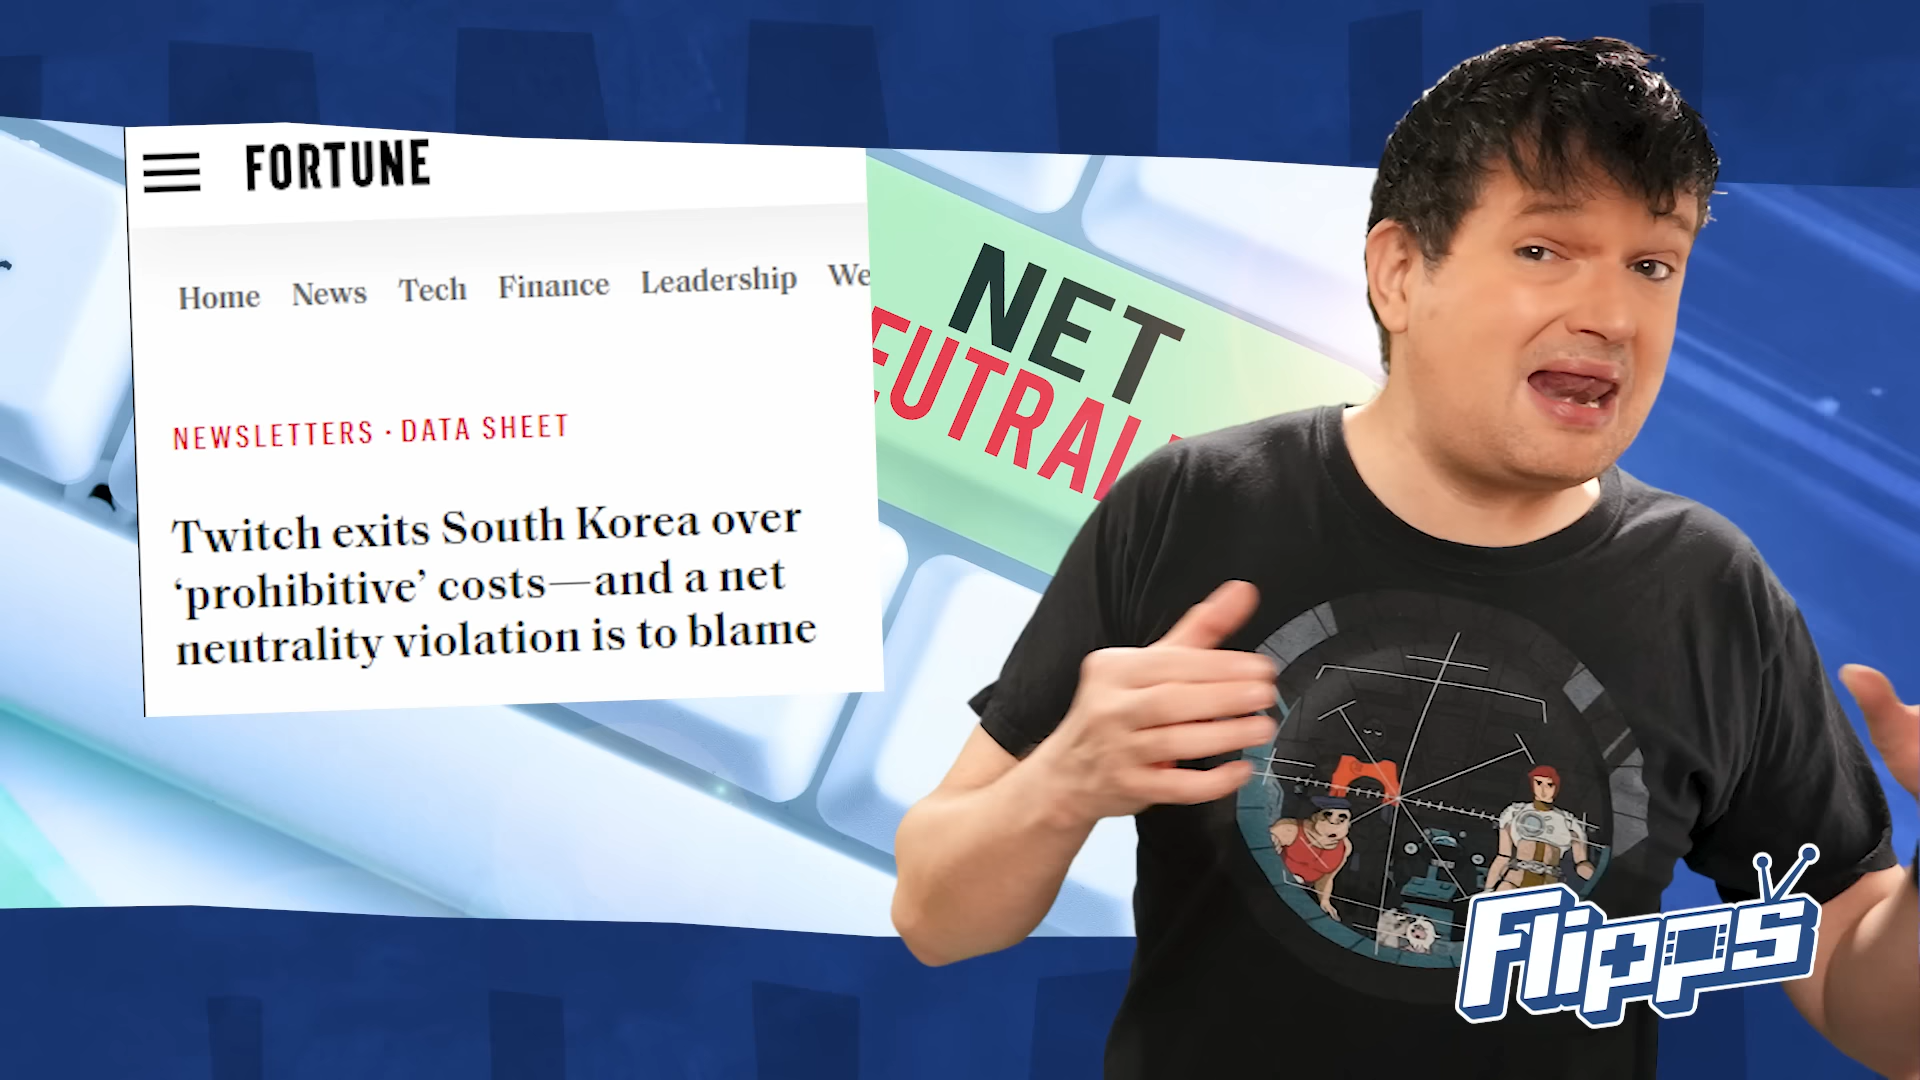 FORTUNE
Home News Tech Finance Leadership We
NEWSLETTERS · DATA SHEET
Twitch exits South Korea over
‘prohibitive’ costs—and a net
neutrality violation is to blame
NET
EUTRAL
Flipps